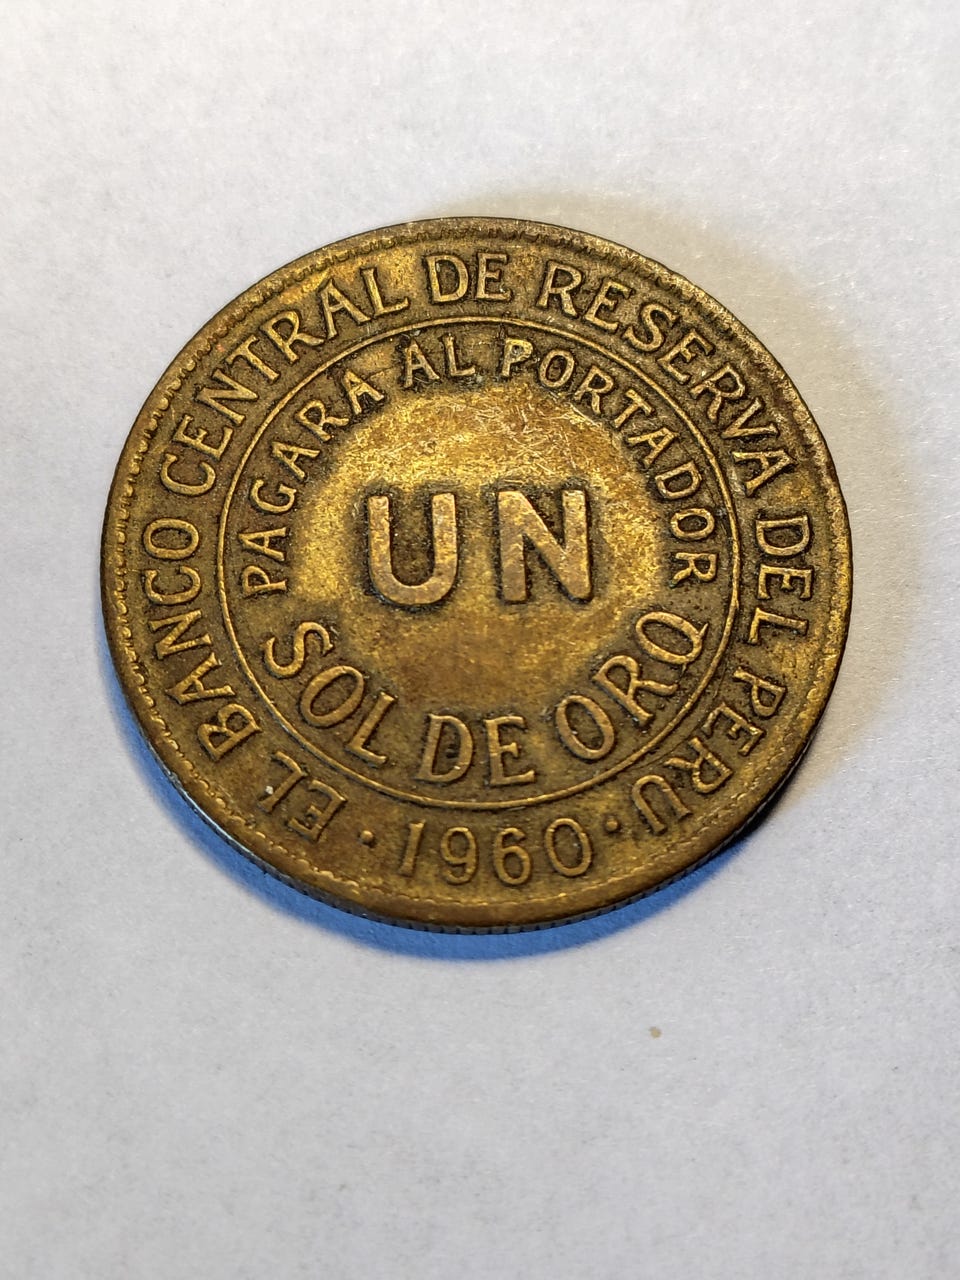 EL BANCO CENTRAL DE RESERVA DEL PERU
PAGARA AL PORTADOR
UN
SOL DE ORO
· 1960 ·